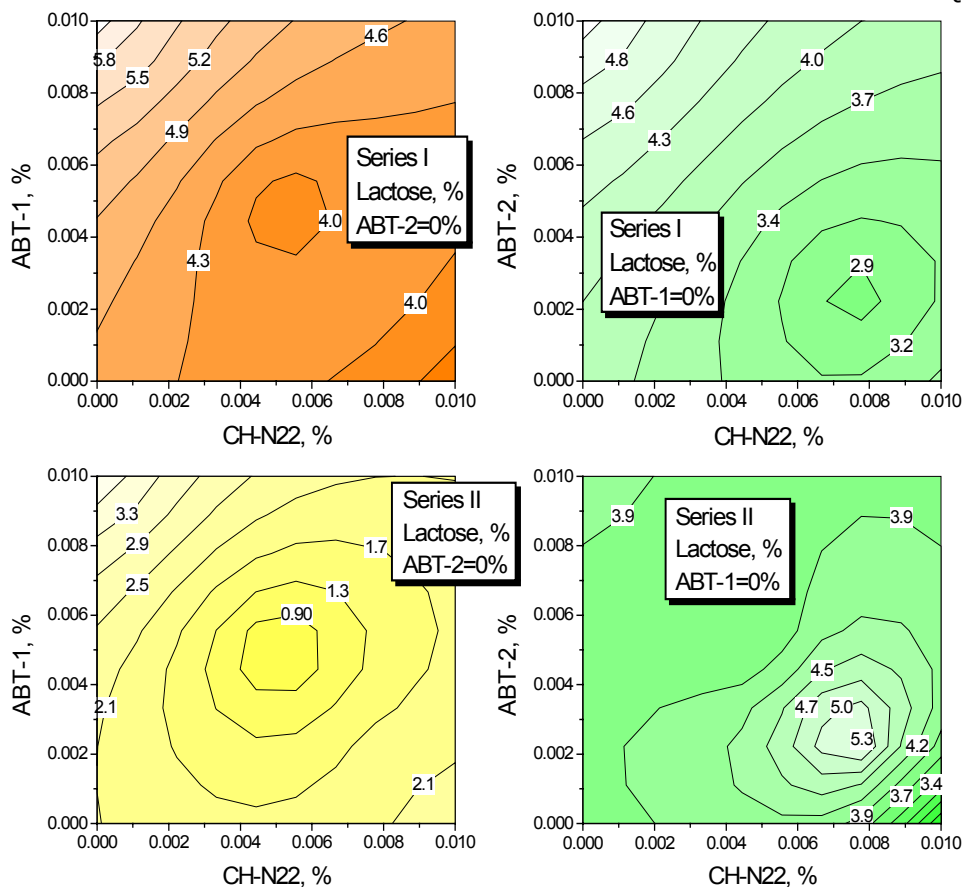 0.010
0.008
0.006
0.004
0.002
0.000
ABT-1, %
5.8
5.5
5.2
4.6
4.9
4.3
4.0
4.0
Series I
Lactose, %
ABT-2=0%
0.000 0.002 0.004 0.006 0.008 0.010
CH-N22, %
0.010
0.008
0.006
0.004
0.002
0.000
ABT-2, %
4.8
4.6
4.3
4.0
3.7
3.4
2.9
3.2
Series I
Lactose, %
ABT-1=0%
0.000 0.002 0.004 0.006 0.008 0.010
CH-N22, %
0.010
0.008
0.006
0.004
0.002
0.000
ABT-1, %
3.3
2.9
2.5
1.7
1.3
0.90
2.1
2.1
Series II
Lactose, %
ABT-2=0%
0.000 0.002 0.004 0.006 0.008 0.010
CH-N22, %
0.010
0.008
0.006
0.004
0.002
0.000
ABT-2, %
3.9
3.9
4.5
4.7
5.0
5.3
4.2
3.4
3.7
3.9
Series II
Lactose, %
ABT-1=0%
0.000 0.002 0.004 0.006 0.008 0.010
CH-N22, %